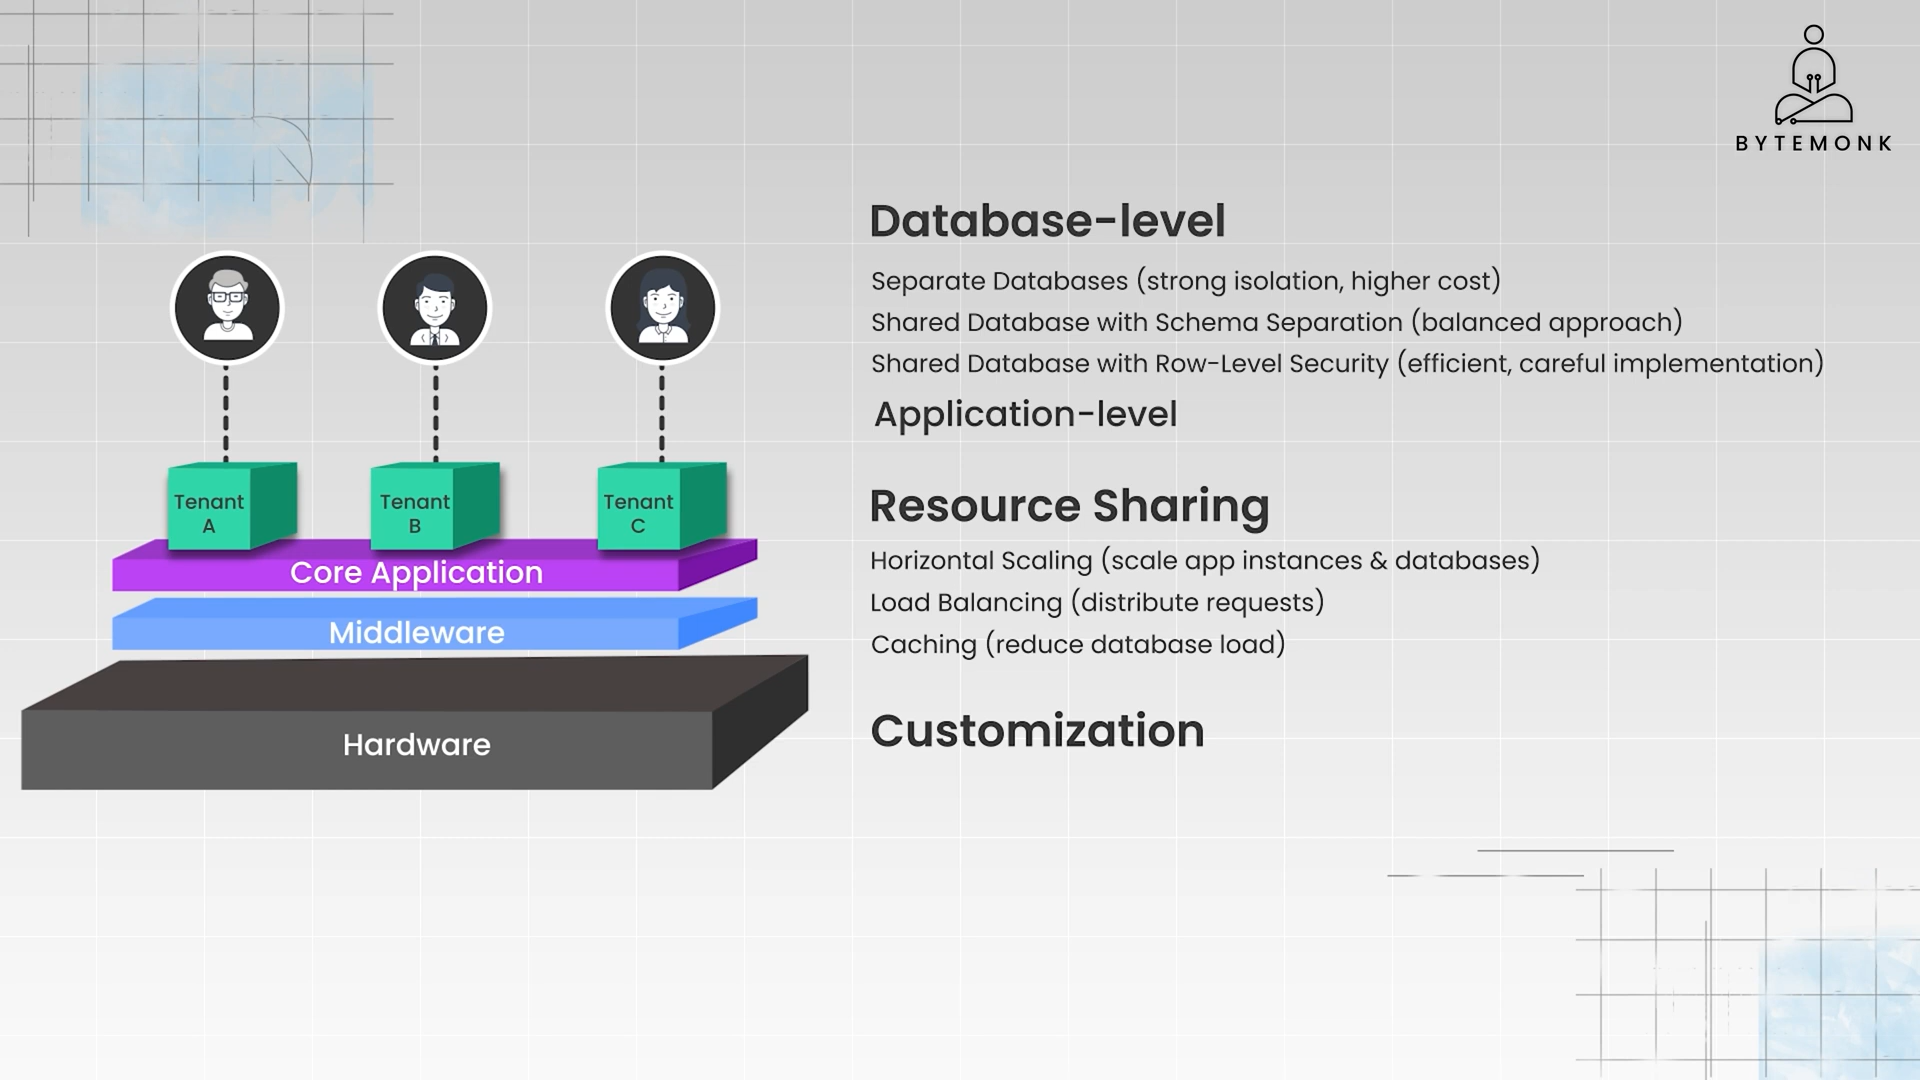 BYTEMONK
Database-level
Separate Databases (strong isolation, higher cost)
Shared Database with Schema Separation (balanced approach)
Shared Database with Row-Level Security (efficient, careful implementation)
Application-level
Resource Sharing
Horizontal Scaling (scale app instances & databases)
Load Balancing (distribute requests)
Caching (reduce database load)
Customization
Tenant
A
Tenant
B
Tenant
C
Core Application
Middleware
Hardware